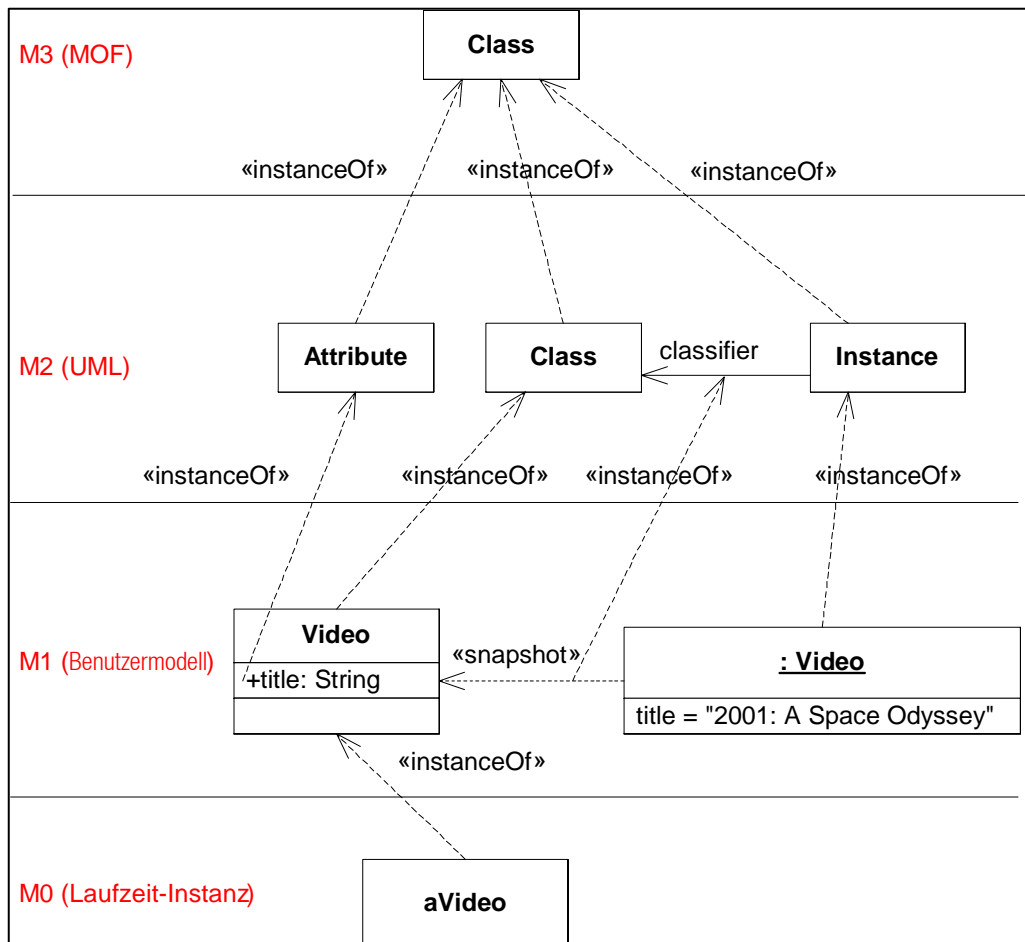 M3 (MOF)
Class
«instanceOf»
«instanceOf»
«instanceOf»
M2 (UML)
Attribute
Class
classifier
Instance
«instanceOf»
«instanceOf»
«instanceOf»
«instanceOf»
M1 (Benutzermodell)
Video
+title: String
«snapshot»
: Video
title = "2001: A Space Odyssey"
«instanceOf»
M0 (Laufzeit-Instanz)
aVideo